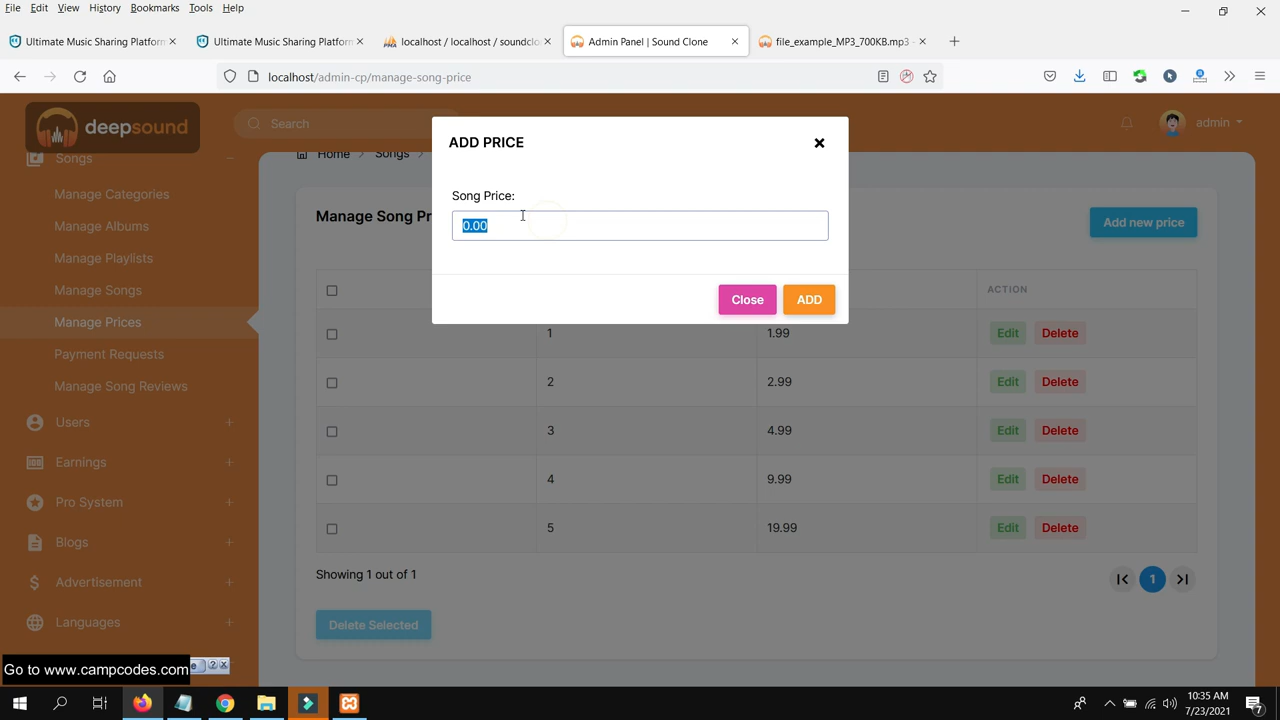 File Edit View History Bookmarks Tools Help
Ultimate Music Sharing Platform
Ultimate Music Sharing Platform
localhost / localhost / soundclo
Admin Panel | Sound Clone
file_example_MP3_700KB.mp3
localhost/admin-cp/manage-song-price
deepsound
Search
admin
Songs
Home Songs
Manage Categories
Manage Albums
Manage Playlists
Manage Songs
Manage Prices
Payment Requests
Manage Song Reviews
Users
Earnings
Pro System
Blogs
Advertisement
Languages
ADD PRICE
Song Price:
0.00
Close ADD
Manage Song Pr
Add new price
ACTION
1 1.99 Edit Delete
2 2.99 Edit Delete
3 4.99 Edit Delete
4 9.99 Edit Delete
5 19.99 Edit Delete
Showing 1 out of 1
1
Delete Selected
Go to www.campcodes.com
10:35 AM
7/23/2021
7